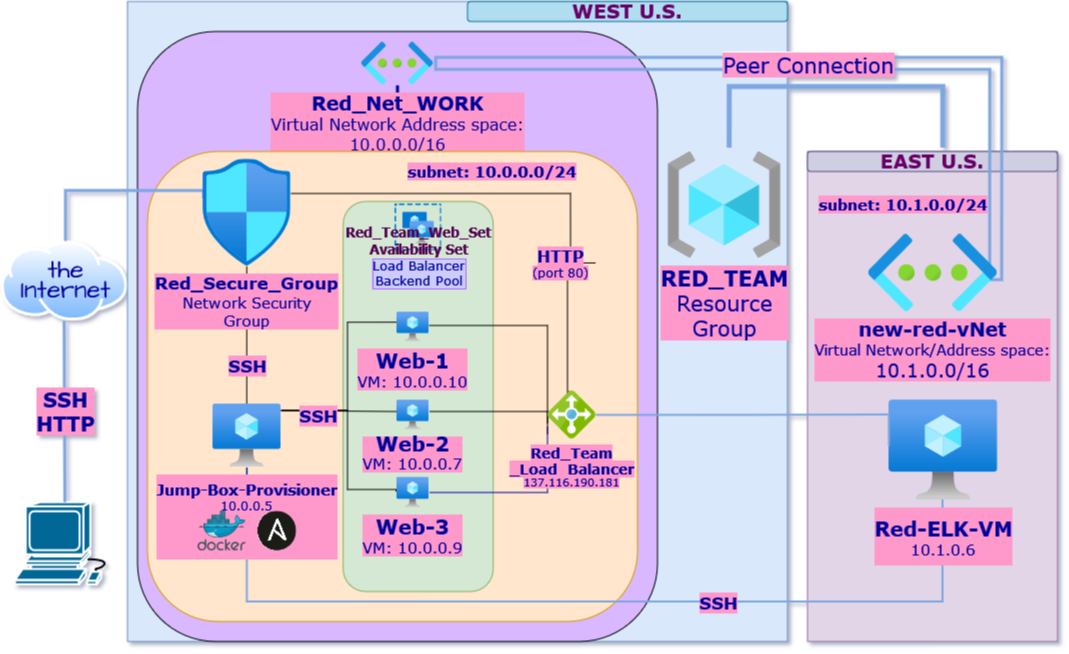 WEST U.S.
Peer Connection
Red_Net_WORK
Virtual Network Address space:
10.0.0.0/16
subnet: 10.0.0.0/24
EAST U.S.
subnet: 10.1.0.0/24
the
Internet
Red_Secure_Group
Network Security
Group
Red_Team_Web_Set
Availability Set
Load Balancer
Backend Pool
HTTP_
(port 80)
RED_TEAM
Resource
Group
new-red-vNet
Virtual Network/Address space:
10.1.0.0/16
SSH
HTTP
SSH
SSH
Web-1
VM: 10.0.0.10
Web-2
VM: 10.0.0.7
Web-3
VM: 10.0.0.9
Red_Team
_Load_Balancer
137.116.190.181
Jump-Box-Provisioner
10.0.0.5
docker
A
Red-ELK-VM
10.1.0.6
SSH